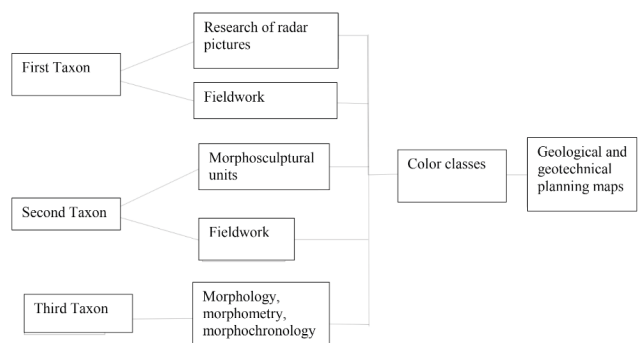 First Taxon
Research of radar
pictures
Fieldwork
Second Taxon
Morphosculptural
units
Fieldwork
Third Taxon
Morphology,
morphometry,
morphochronology
Color classes
Geological and
geotechnical
planning maps